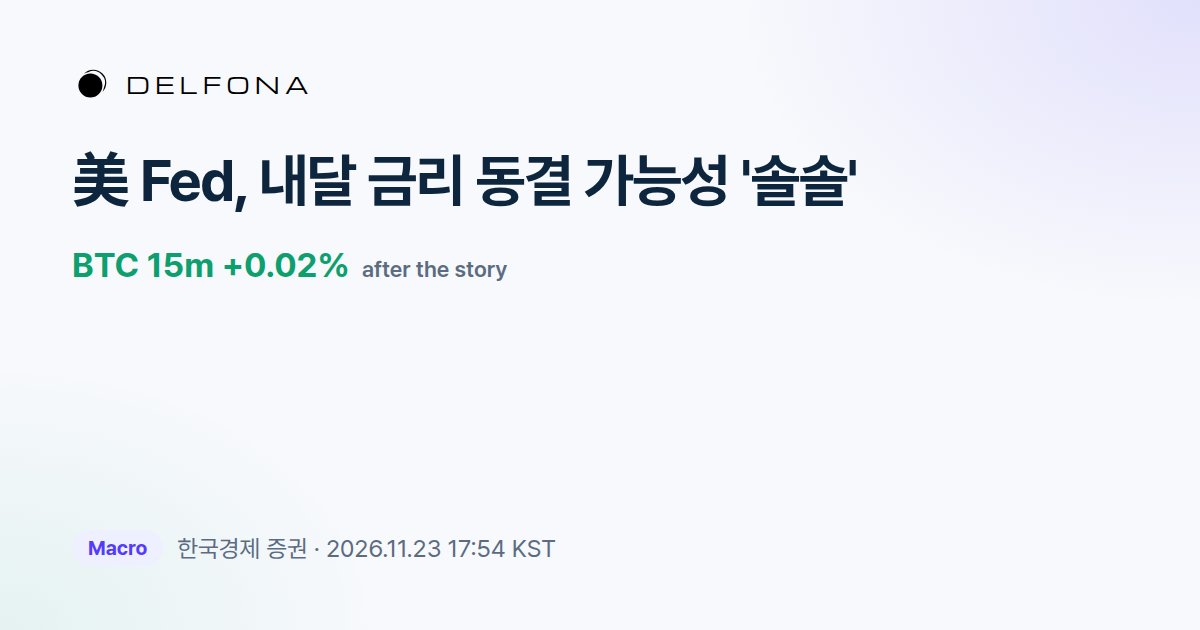 DELFONA
美 Fed, 내달 금리 동결 가능성 '솔솔'
BTC 15m +0.02% after the story
Macro 한국경제 증권 · 2026.11.23 17:54 KST